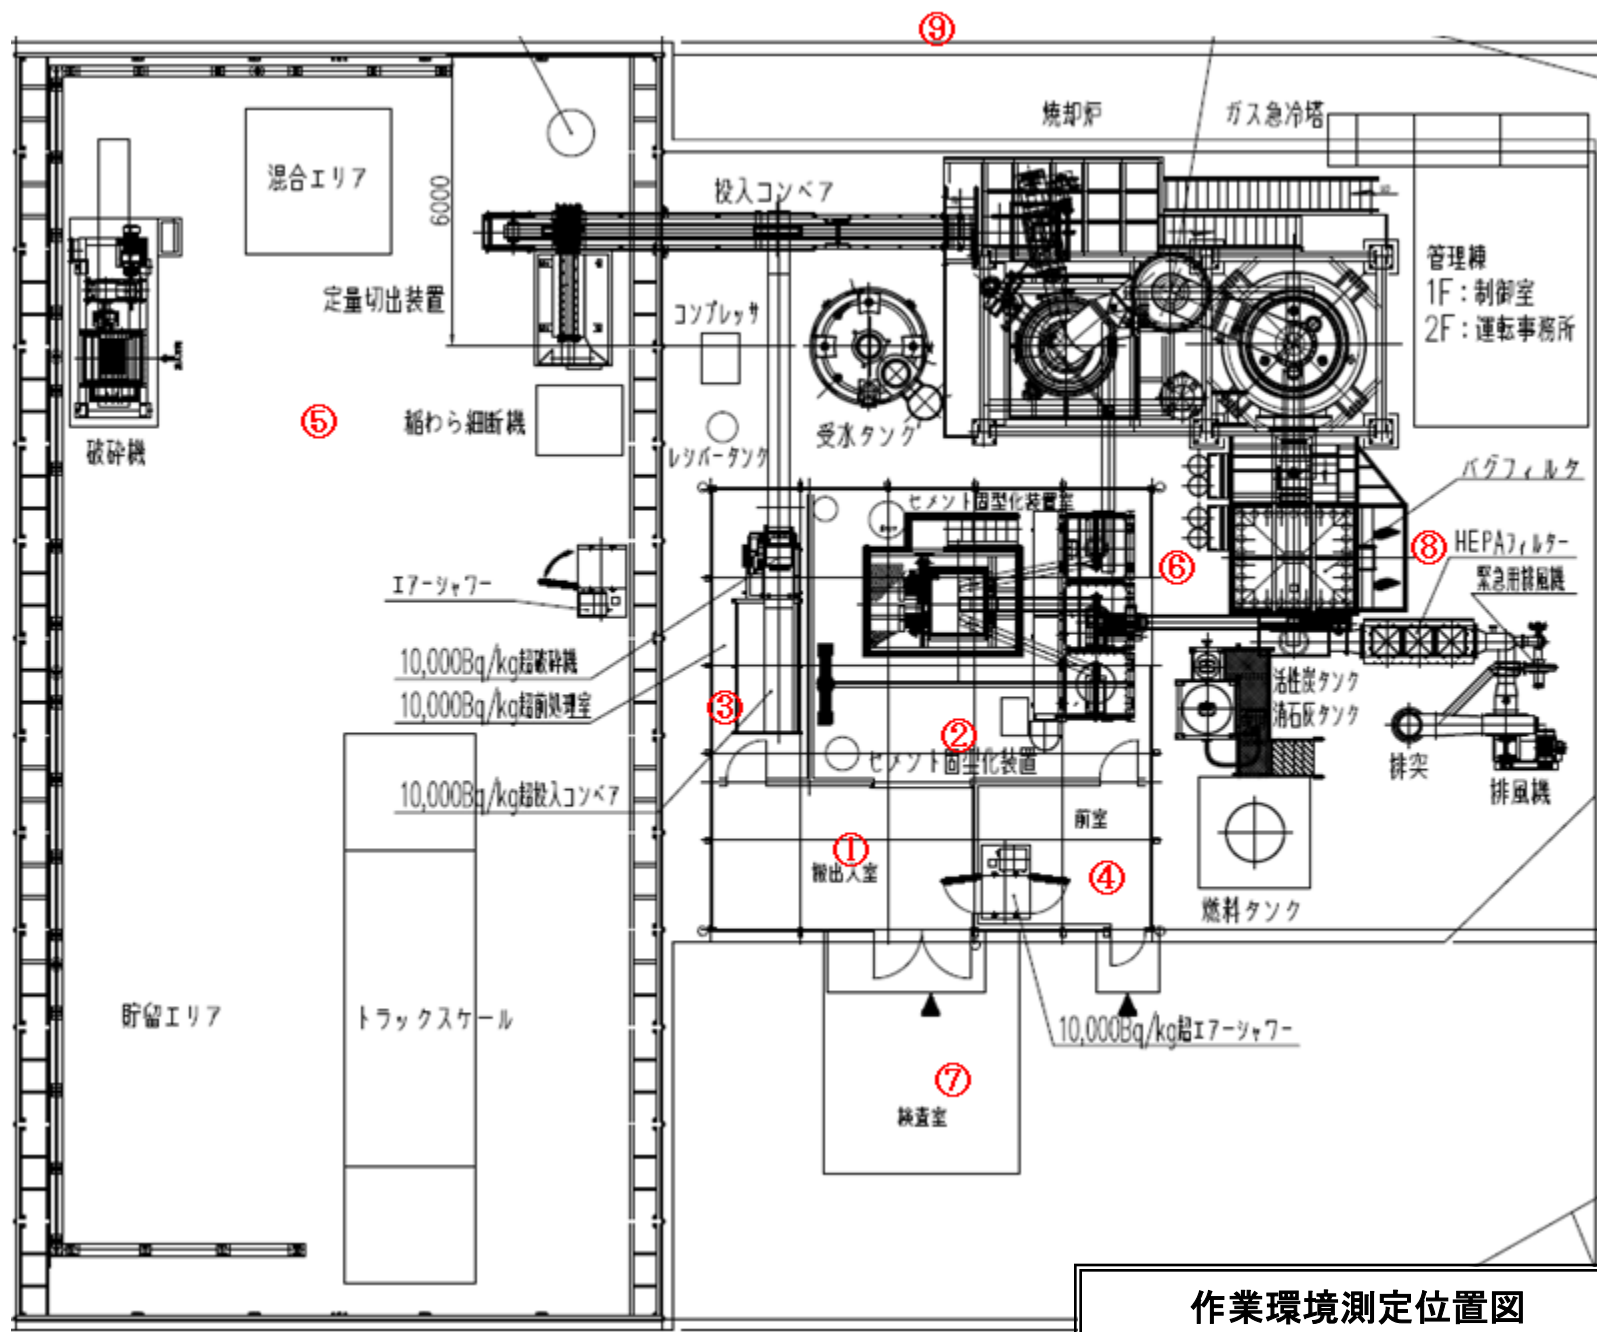 ⑨
焼却炉
ガス急冷塔
混合エリア
6000
投入コンベア
管理棟
1F：制御室
2F：運転事務所
定量切出装置
コンプレッサ
⑤
稲わら細断機
受水タンク
破砕機
レシバータンク
バグフィルタ
セメント固型化装置室
⑧
HEPAフィルター
⑥
緊急用排風機
エアーシャワー
10,000Bq/kg超破砕機
10,000Bq/kg超前処理室
③
活性炭タンク
消石灰タンク
②
セメント固型化装置
排突
排風機
10,000Bq/kg超投入コンベア
前室
①
搬出入室
④
燃料タンク
貯留エリア
トラックスケール
10,000Bq/kg超エアーシャワー
⑦
検査室
作業環境測定位置図